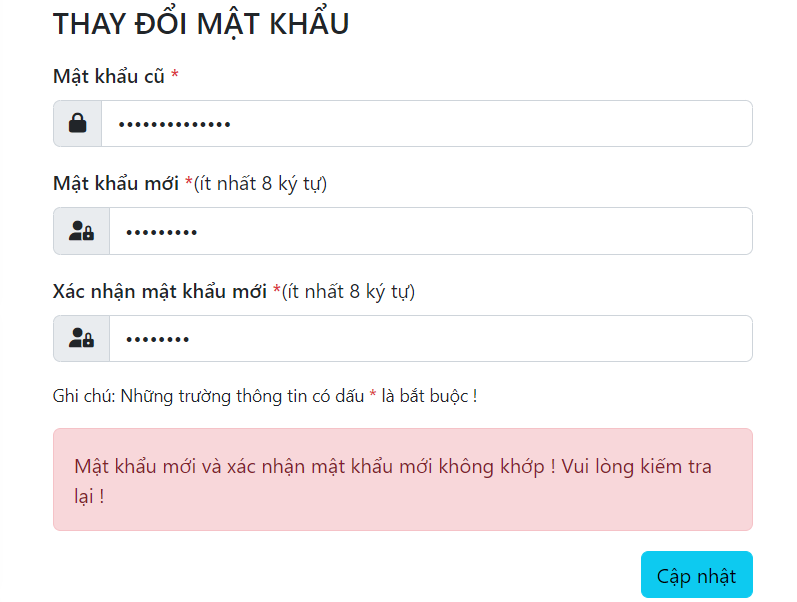 THAY ĐỔI MẬT KHẨU
Mật khẩu cũ *
••••••••••••••
Mật khẩu mới *(ít nhất 8 ký tự)
•••••••••
Xác nhận mật khẩu mới *(ít nhất 8 ký tự)
••••••••
Ghi chú: Những trường thông tin có dấu * là bắt buộc !
Mật khẩu mới và xác nhận mật khẩu mới không khớp ! Vui lòng kiếm tra
lại !
Cập nhật